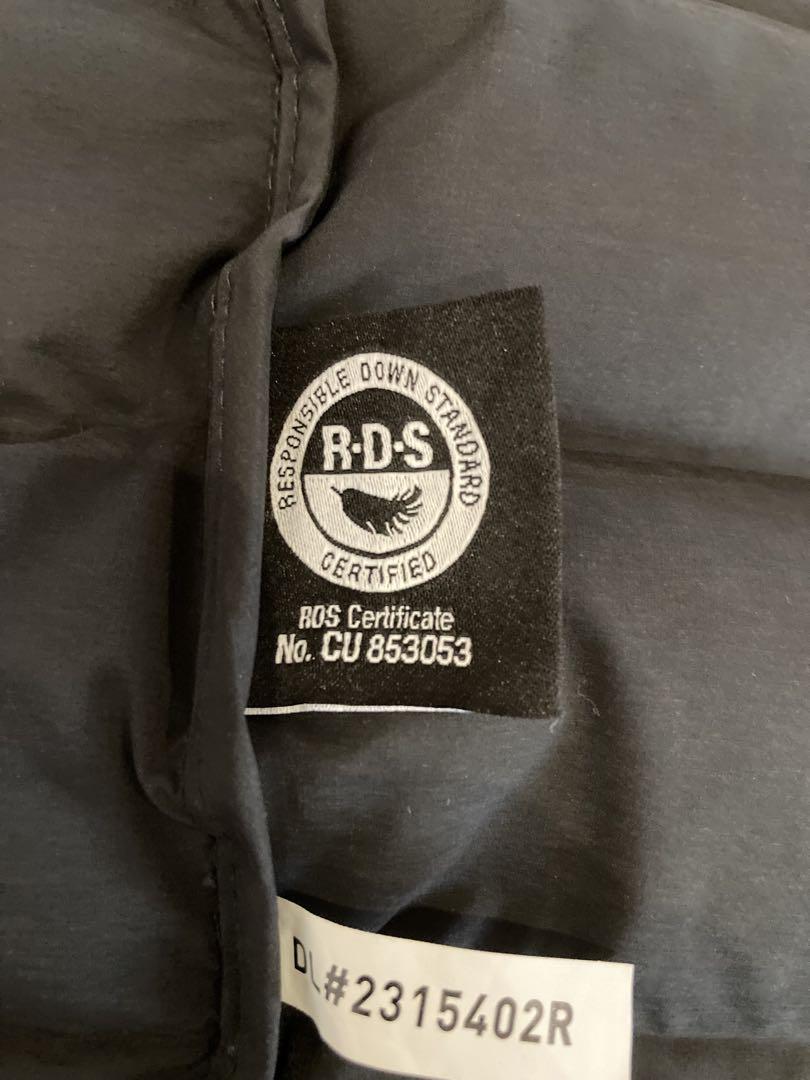 RESPONSIBLE DOWN STANDARD
R·D·S
CERTIFIED
RDS Certificate
No. CU 853053
DL#2315402R